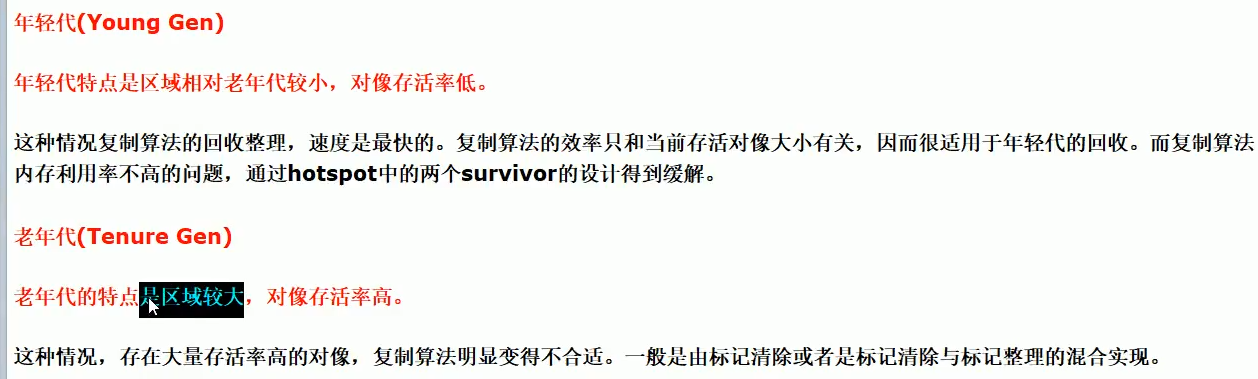 年轻代(Young Gen)
年轻代特点是区域相对老年代较小，对像存活率低。
这种情况复制算法的回收整理，速度是最快的。复制算法的效率只和当前存活对像大小有关，因而很适用于年轻代的回收。而复制算法
内存利用率不高的问题，通过hotspot中的两个survivor的设计得到缓解。
老年代(Tenure Gen)
老年代的特点是区域较大，对像存活率高。
这种情况，存在大量存活率高的对像，复制算法明显变得不合适。一般是由标记清除或者是标记清除与标记整理的混合实现。